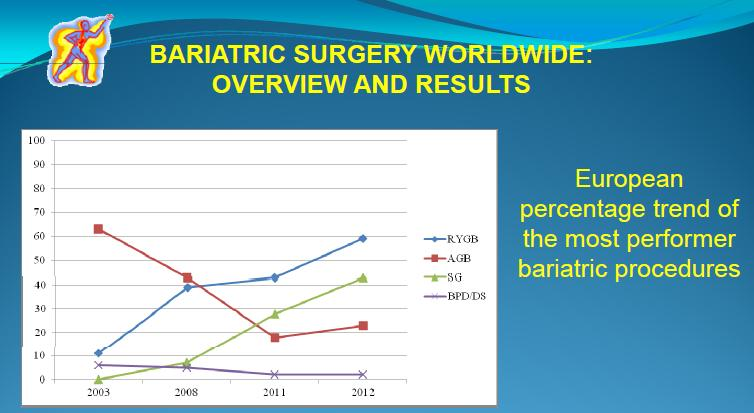 BARIATRIC SURGERY WORLDWIDE:
OVERVIEW AND RESULTS
100
90
80
70
60
50
40
30
20
10
0
2003 2008 2011 2012
RYGB
AGB
SG
BPD/DS
European
percentage trend of
the most performer
bariatric procedures